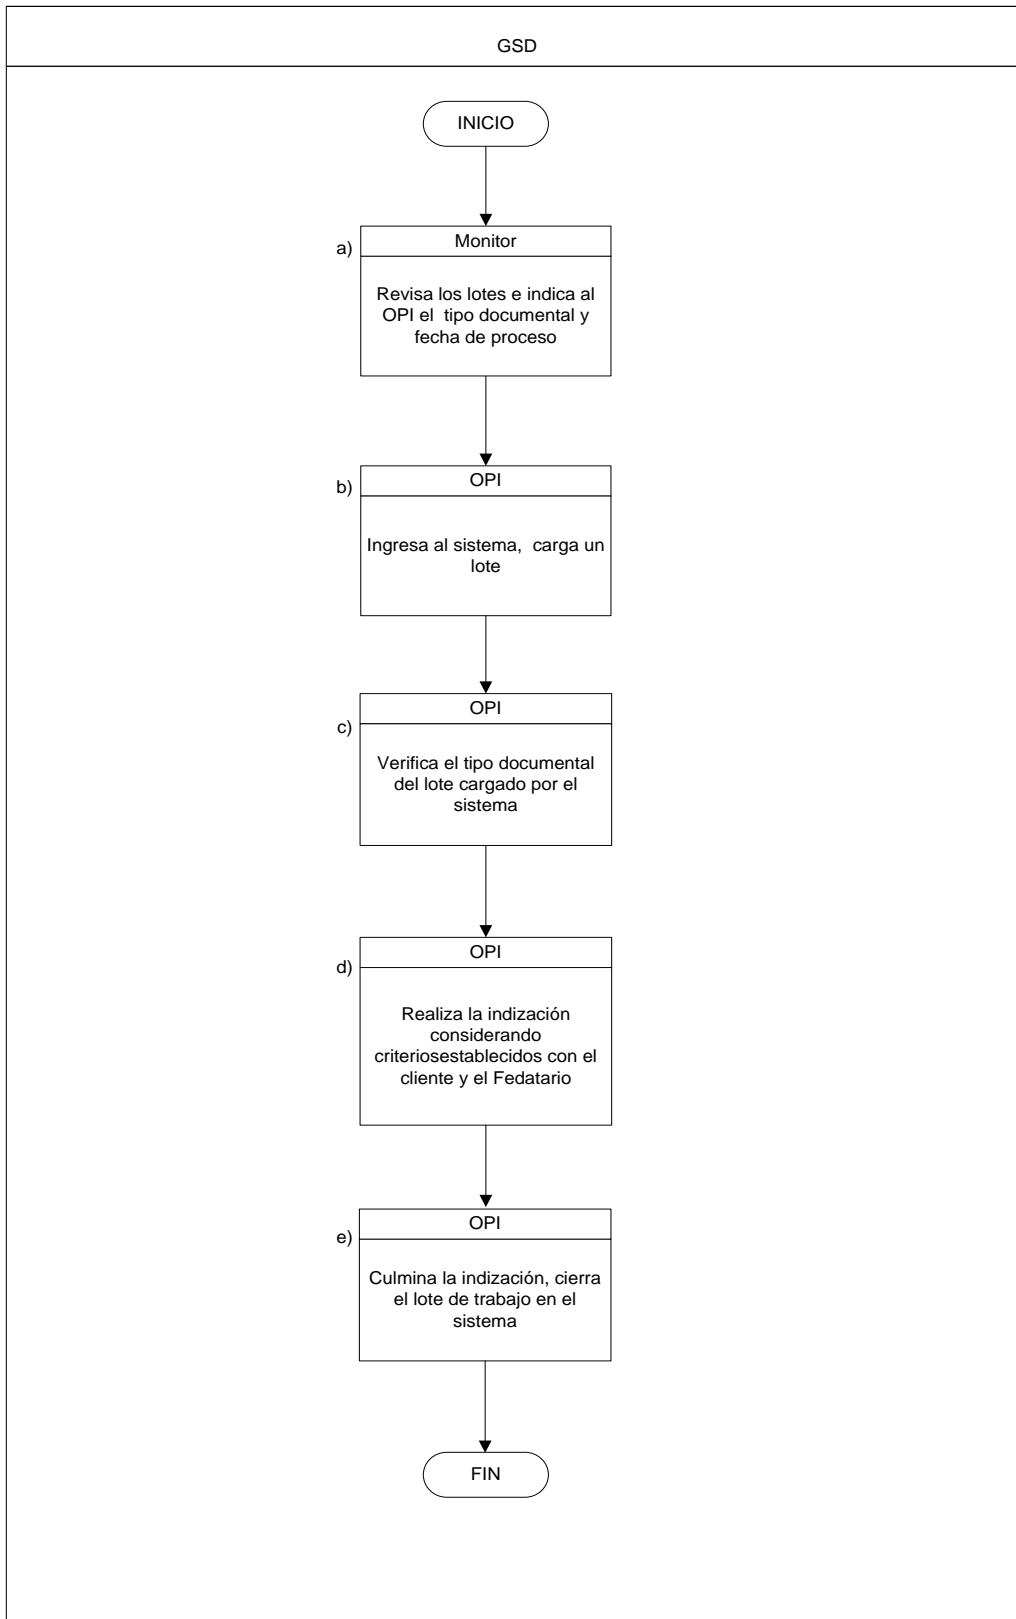 GSD
INICIO
a)
Monitor
Revisa los lotes e indica al
OPI el tipo documental y
fecha de proceso
b)
OPI
Ingresa al sistema, carga un
lote
c)
OPI
Verifica el tipo documental
del lote cargado por el
sistema
d)
OPI
Realiza la indización
considerando
criteriosestablecidos con el
cliente y el Fedatario
e)
OPI
Culmina la indización, cierra
el lote de trabajo en el
sistema
FIN